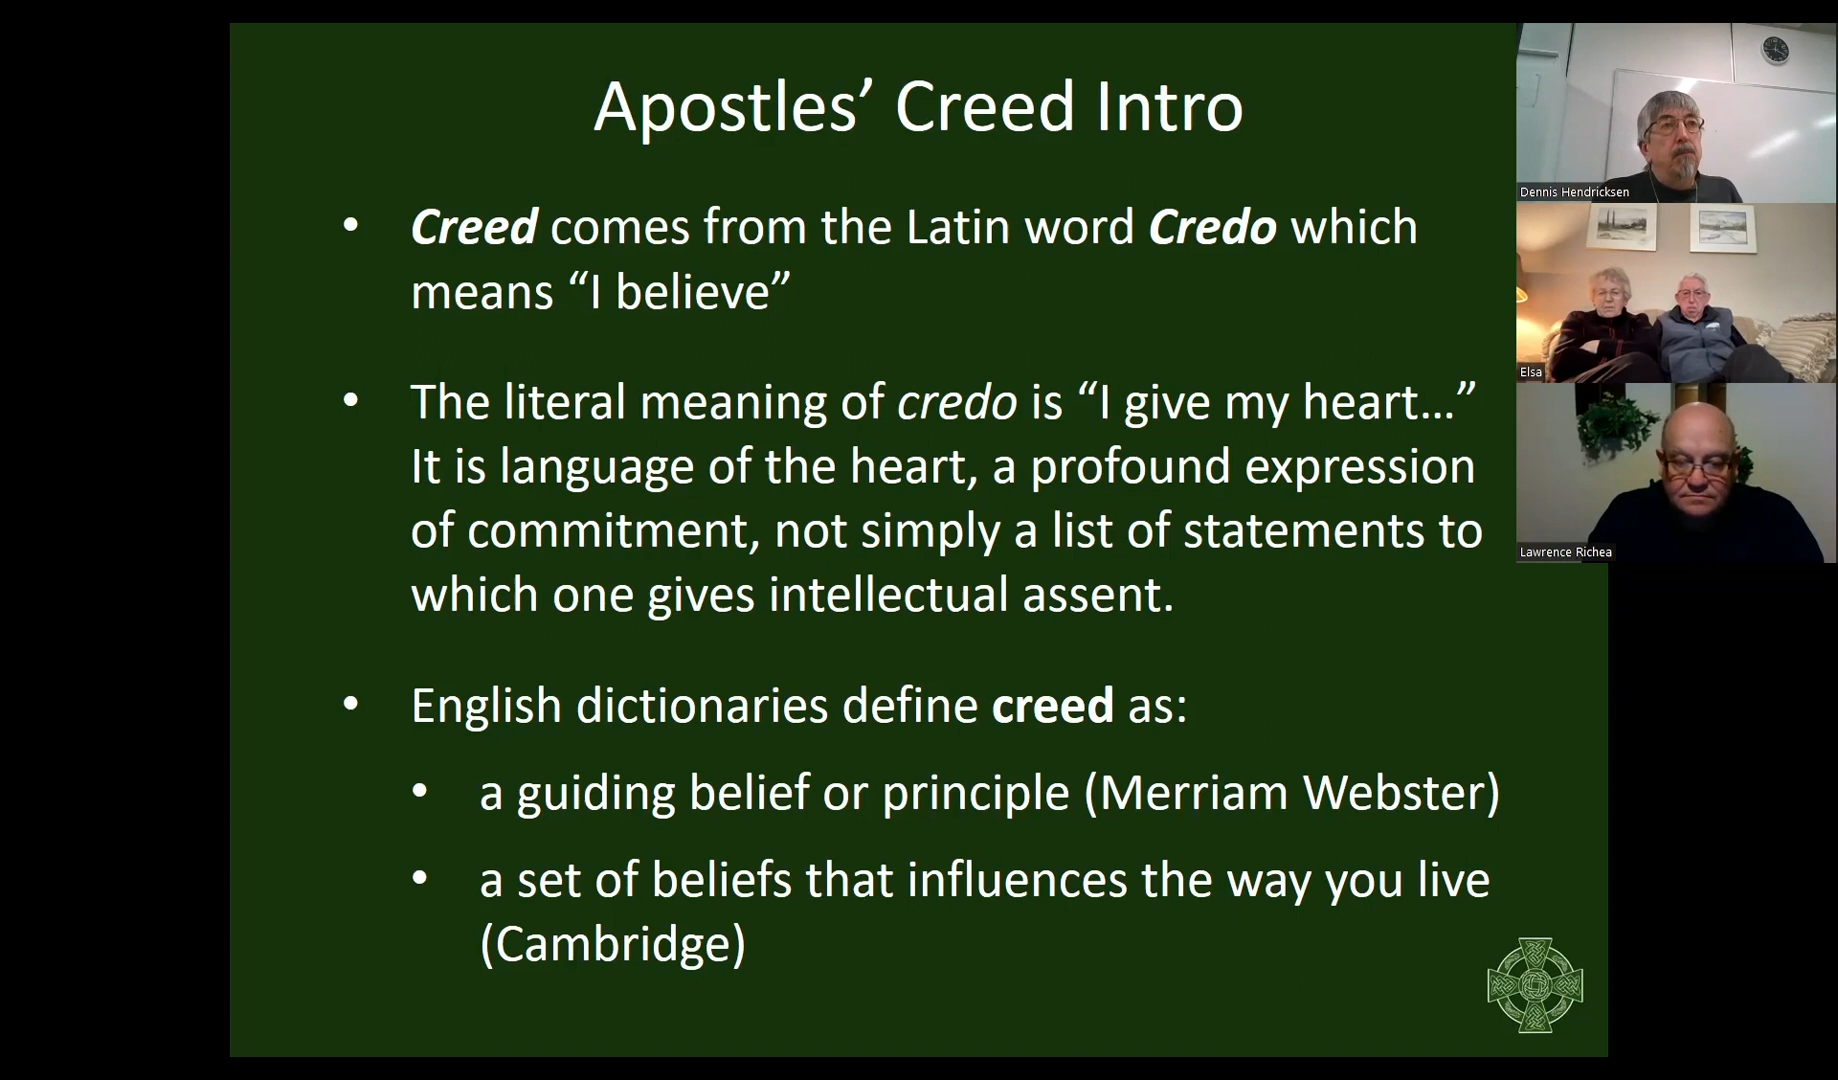 Apostles’ Creed Intro
• Creed comes from the Latin word Credo which
means “I believe”
• The literal meaning of credo is “I give my heart…”
It is language of the heart, a profound expression
of commitment, not simply a list of statements to
which one gives intellectual assent.
• English dictionaries define creed as:
• a guiding belief or principle (Merriam Webster)
• a set of beliefs that influences the way you live
(Cambridge)
Dennis Hendricksen
Elsa
Lawrence Richea